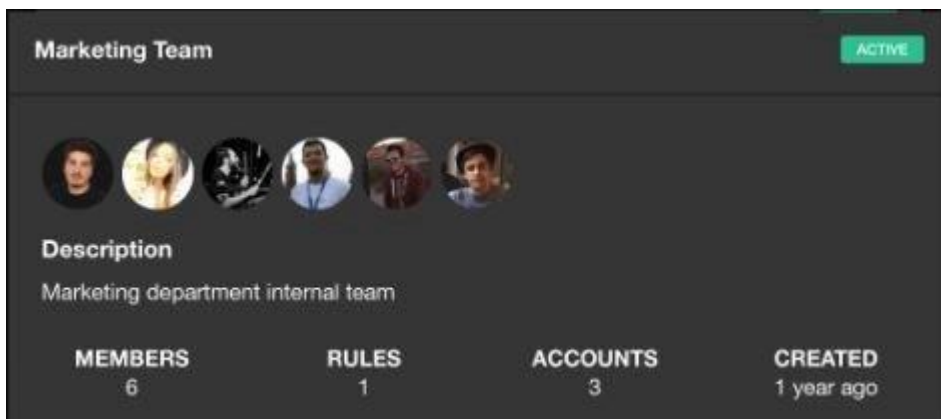 Marketing Team
ACTIVE
Description
Marketing department internal team
MEMBERS RULES ACCOUNTS CREATED
6 1 3 1 year ago